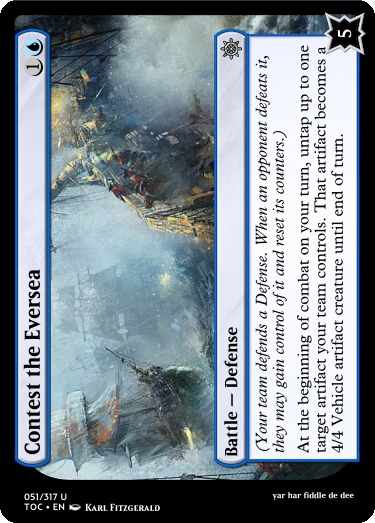 Contest the Eversea
1
Battle — Defense
(Your team defends a Defense. When an opponent defeats it,
they may gain control of it and reset its counters.)
At the beginning of combat on your turn, untap up to one
target artifact your team controls. That artifact becomes a
4/4 Vehicle artifact creature until end of turn.
5
051/317 U
TOC • EN KARL FITZGERALD
yar har fiddle de dee